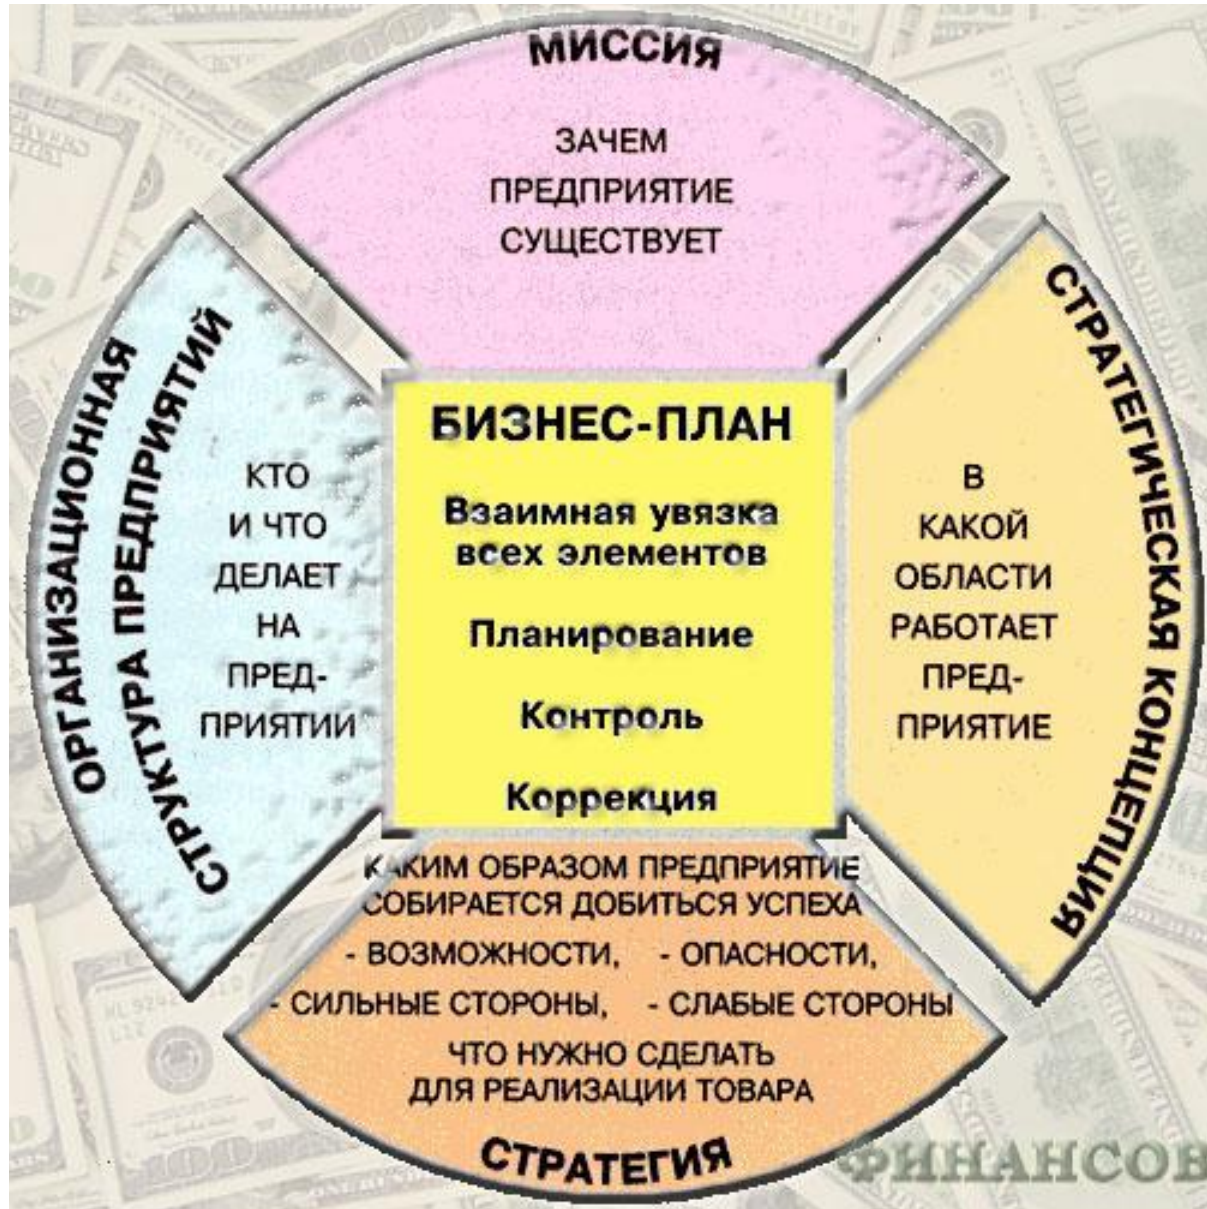 МИССИЯ
ЗАЧЕМ
ПРЕДПРИЯТИЕ
СУЩЕСТВУЕТ
ОРГАНИЗАЦИОННАЯ
СТРУКТУРА ПРЕДПРИЯТИЙ
КТО
И ЧТО
ДЕЛАЕТ
НА
ПРЕД-
ПРИЯТИИ
БИЗНЕС-ПЛАН
Взаимная увязка
всех элементов
Планирование
Контроль
Коррекция
СТРАТЕГИЧЕСКАЯ КОНЦЕПЦИЯ
В
КАКОЙ
ОБЛАСТИ
РАБОТАЕТ
ПРЕД-
ПРИЯТИЕ
КАКИМ ОБРАЗОМ ПРЕДПРИЯТИЕ
СОБИРАЕТСЯ ДОБИТЬСЯ УСПЕХА
- ВОЗМОЖНОСТИ, - ОПАСНОСТИ,
- СИЛЬНЫЕ СТОРОНЫ, - СЛАБЫЕ СТОРОНЫ
ЧТО НУЖНО СДЕЛАТЬ
ДЛЯ РЕАЛИЗАЦИИ ТОВАРА
СТРАТЕГИЯ
ФИНАНСОВ